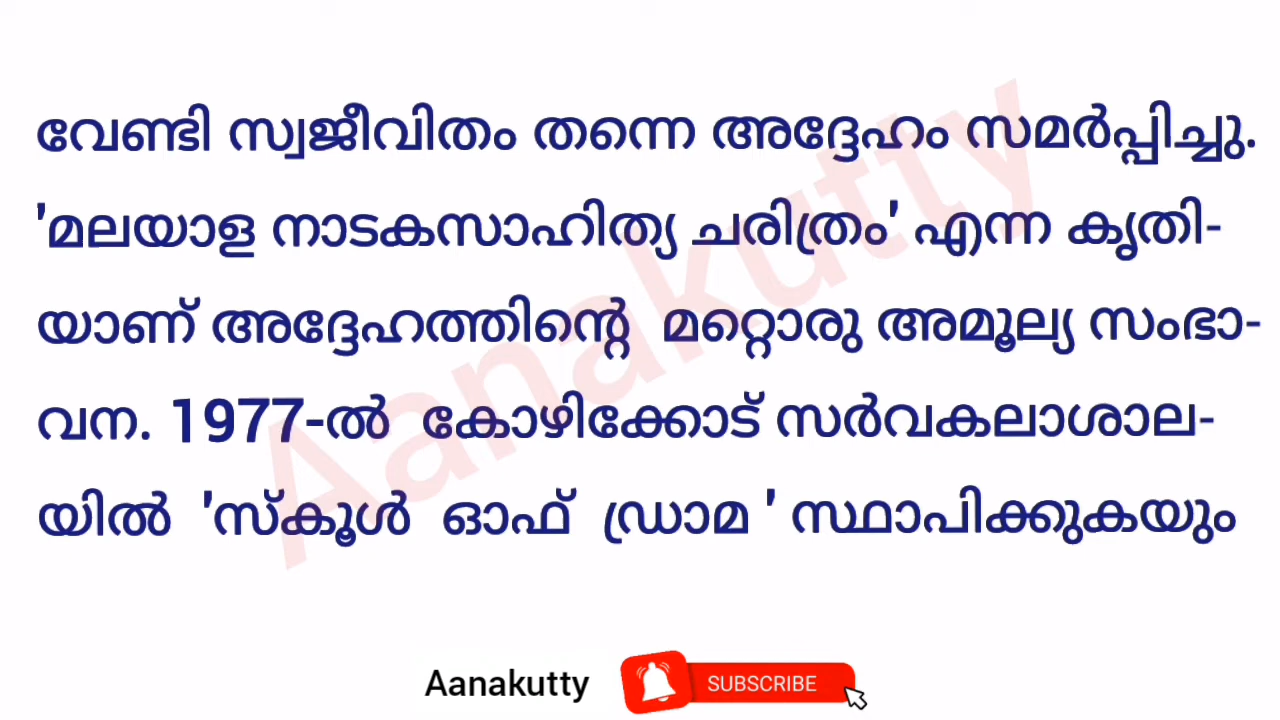 വേണ്ടി സ്വജീവിതം തന്നെ അദ്ദേഹം സമർപ്പിച്ചു.
'മലയാള നാടകസാഹിത്യ ചരിത്രം' എന്ന കൃതി-
യാണ് അദ്ദേഹത്തിന്റെ മറ്റൊരു അമൂല്യ സംഭാ-
വന. 1977-ൽ കോഴിക്കോട് സർവകലാശാല-
യിൽ 'സ്കൂൾ ഓഫ് ഡ്രാമ ' സ്ഥാപിക്കുകയും
Aanakutty
Aanakutty SUBSCRIBE